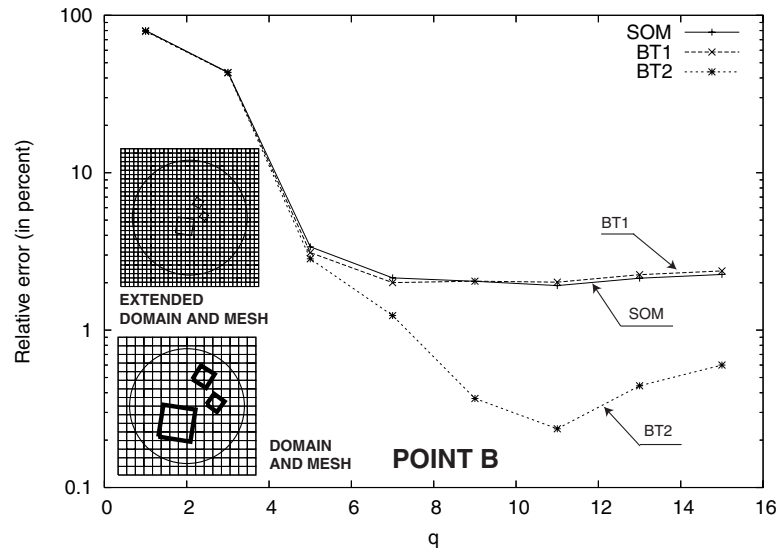 100
10
1
0.1
Relative error (in percent)
SOM
BT1
BT2
BT1
SOM
BT2
EXTENDED
DOMAIN AND MESH
DOMAIN
AND MESH
POINT B
0 2 4 6 8 10 12 14 16
q